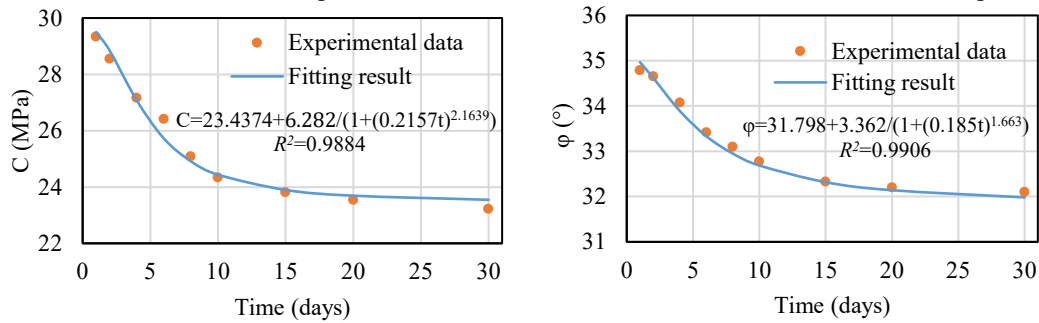 30
28
26
24
22
C (MPa)
Experimental data
Fitting result
C=23.4374+6.282/(1+(0.2157t)^2.1639)
R²=0.9884
0 5 10 15 20 25 30
Time (days)
36
35
34
33
32
31
φ (°)
Experimental data
Fitting result
φ=31.798+3.362/(1+(0.185t)^1.663)
R²=0.9906
0 5 10 15 20 25 30
Time (days)